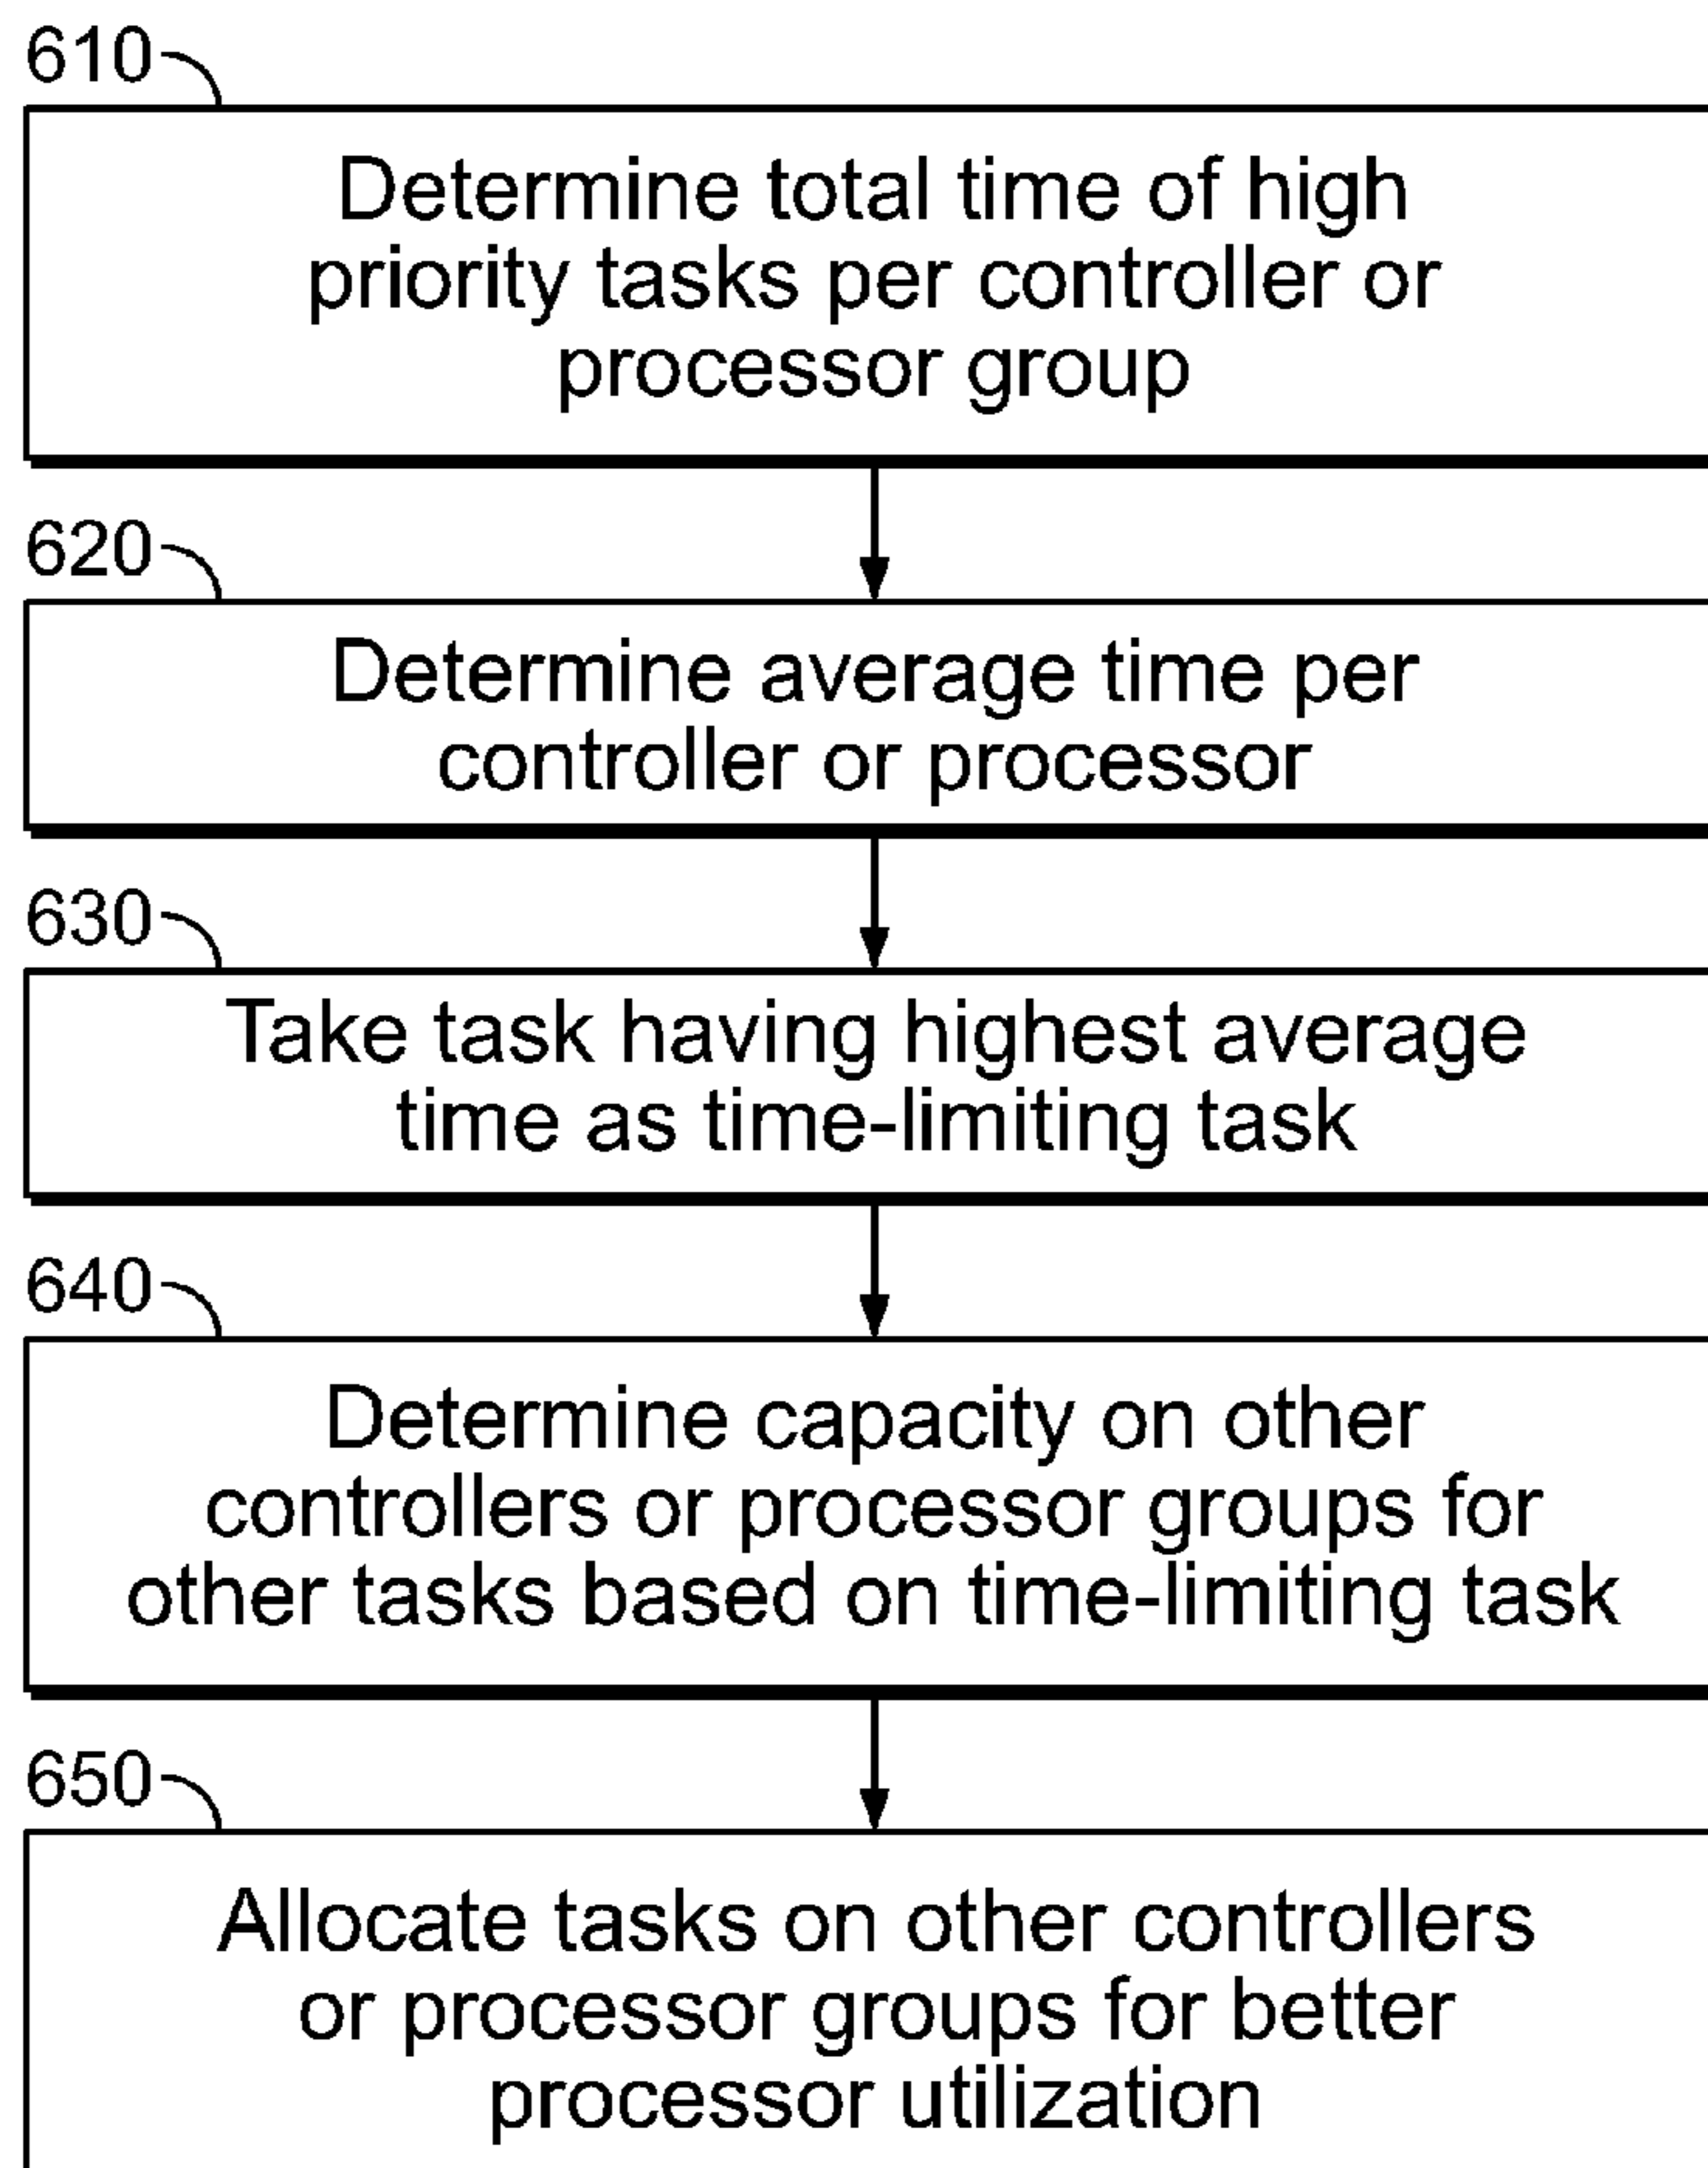 610
Determine total time of high
priority tasks per controller or
processor group
620
Determine average time per
controller or processor
630
Take task having highest average
time as time-limiting task
640
Determine capacity on other
controllers or processor groups for
other tasks based on time-limiting task
650
Allocate tasks on other controllers
or processor groups for better
processor utilization